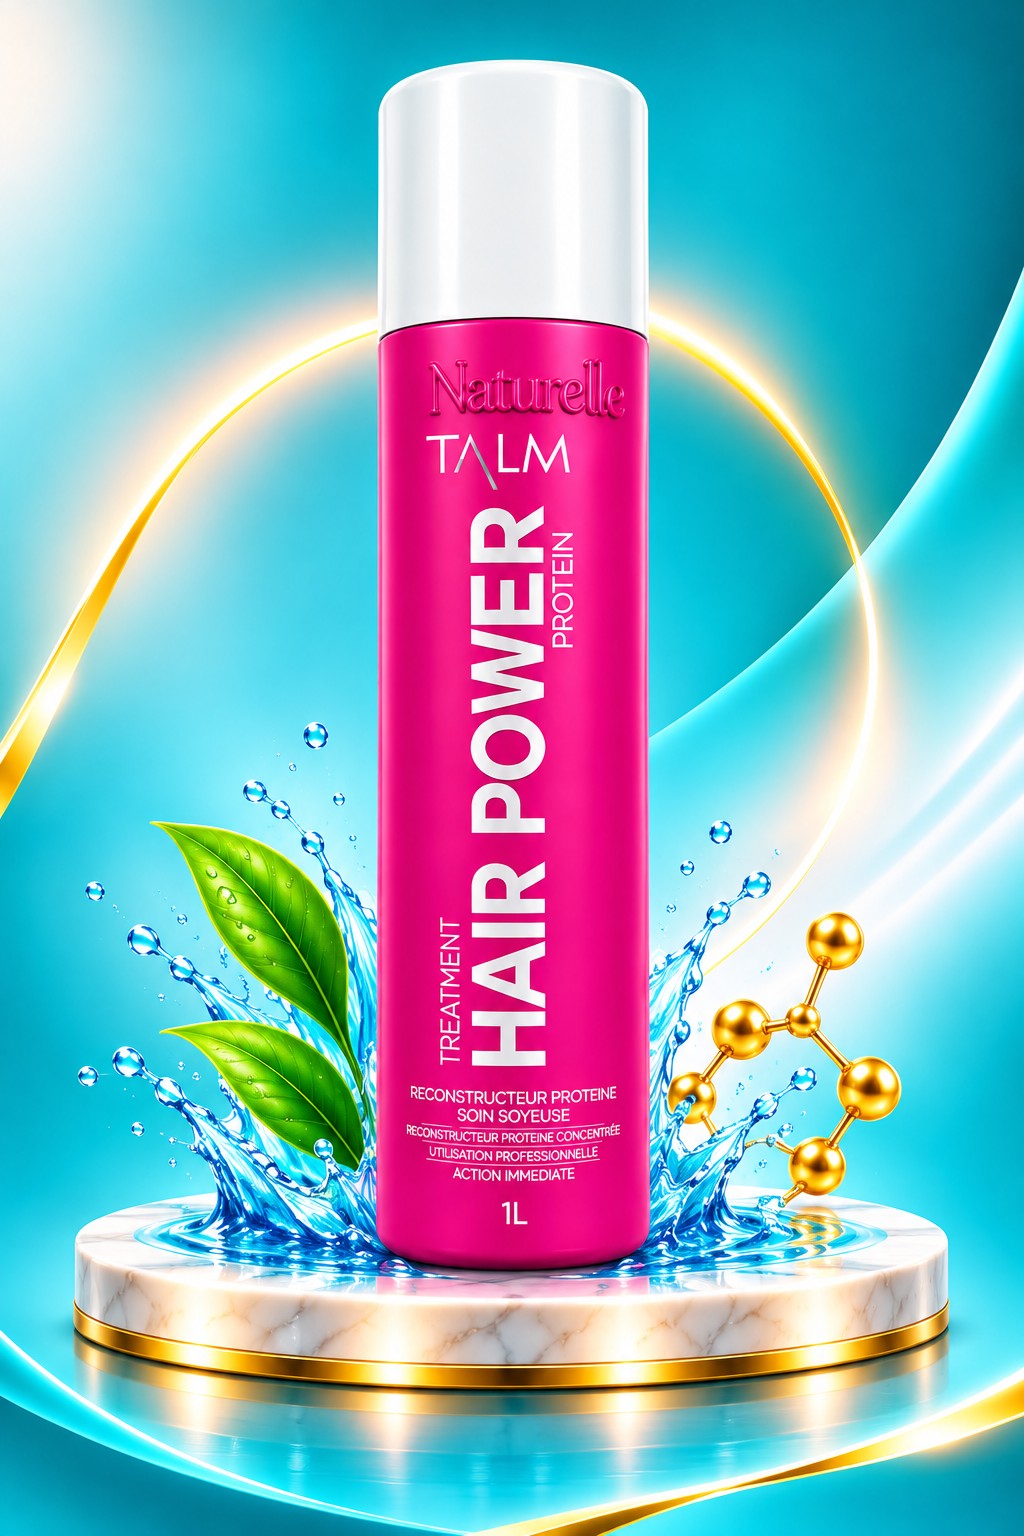 Naturelle
TALM
TREATMENT
HAIR POWER
PROTEIN
RECONSTRUCTEUR PROTEINE
SOIN SOYEUSE
RECONSTRUCTEUR PROTEINE CONCENTRÉE
UTILISATION PROFESSIONNELLE
ACTION IMMEDIATE
1L